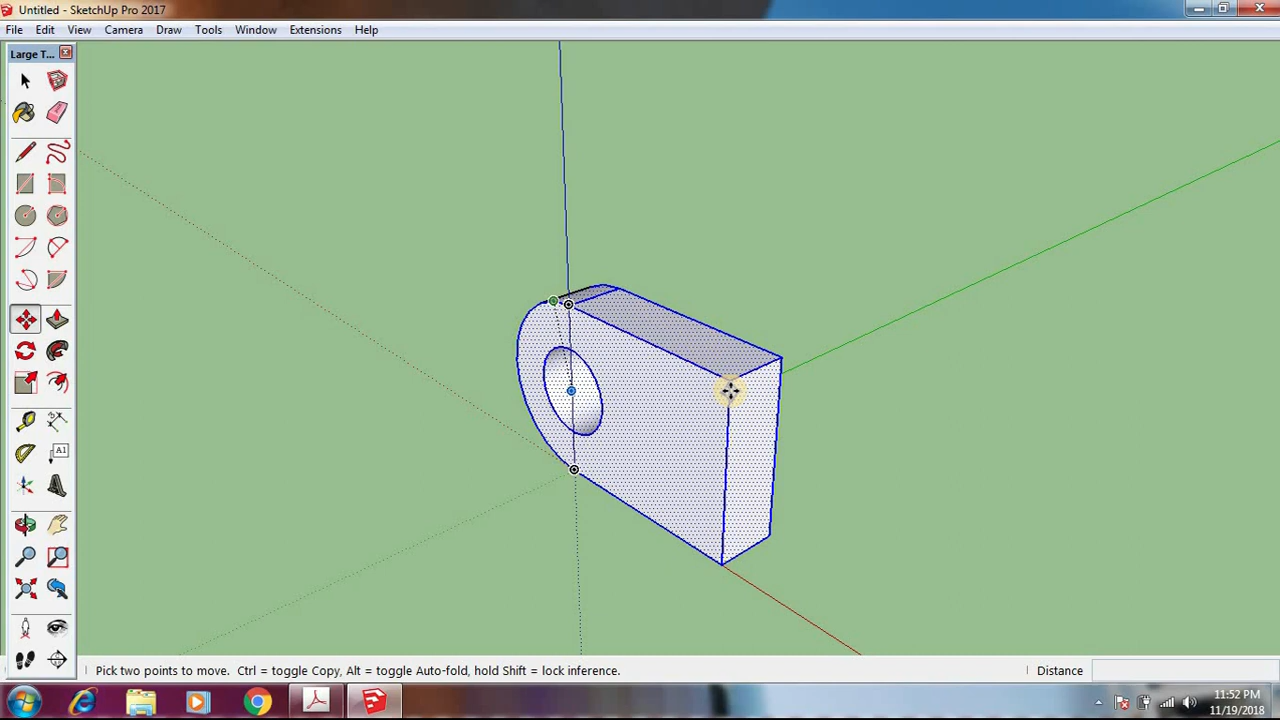 Untitled - SketchUp Pro 2017
File Edit View Camera Draw Tools Window Extensions Help
Large T...
A1
Pick two points to move. Ctrl = toggle Copy, Alt = toggle Auto-fold, hold Shift = lock inference.
Distance
11:52 PM
11/19/2018